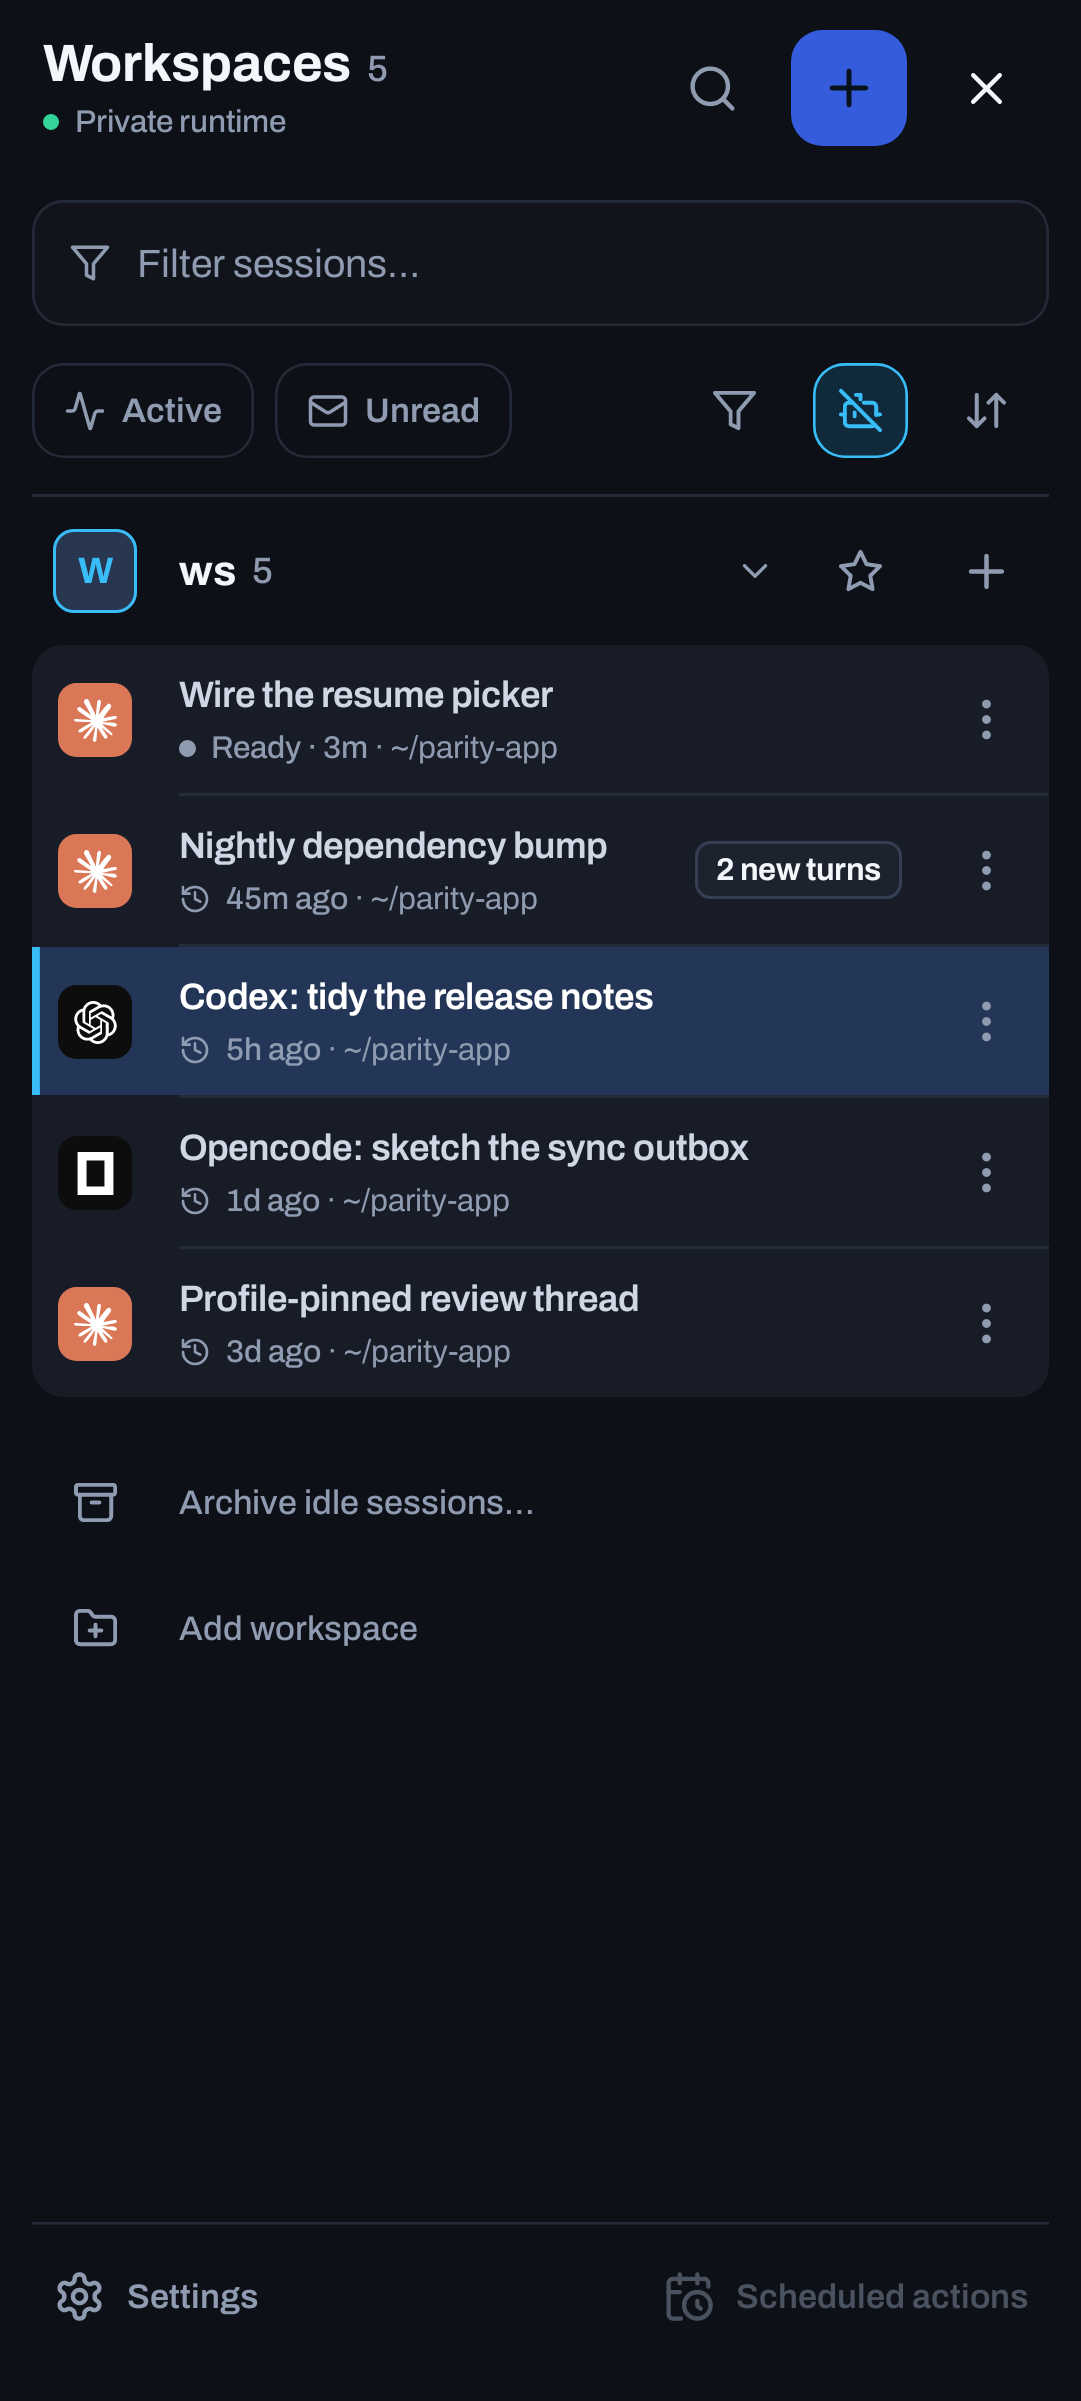 Workspaces 5
Private runtime
Filter sessions...
Active
Unread
W
ws 5
Wire the resume picker
Ready · 3m · ~/parity-app
Nightly dependency bump
45m ago · ~/parity-app
2 new turns
Codex: tidy the release notes
5h ago · ~/parity-app
Opencode: sketch the sync outbox
1d ago · ~/parity-app
Profile-pinned review thread
3d ago · ~/parity-app
Archive idle sessions...
Add workspace
Settings
Scheduled actions